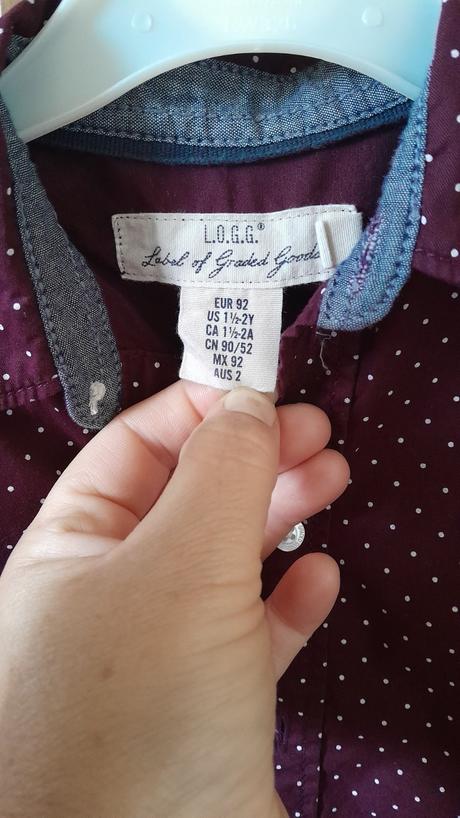 L.O.G.G.®
Label of Graded Goods
EUR 92
US 1½-2Y
CA 1½-2A
CN 90/52
MX 92
AUS 2